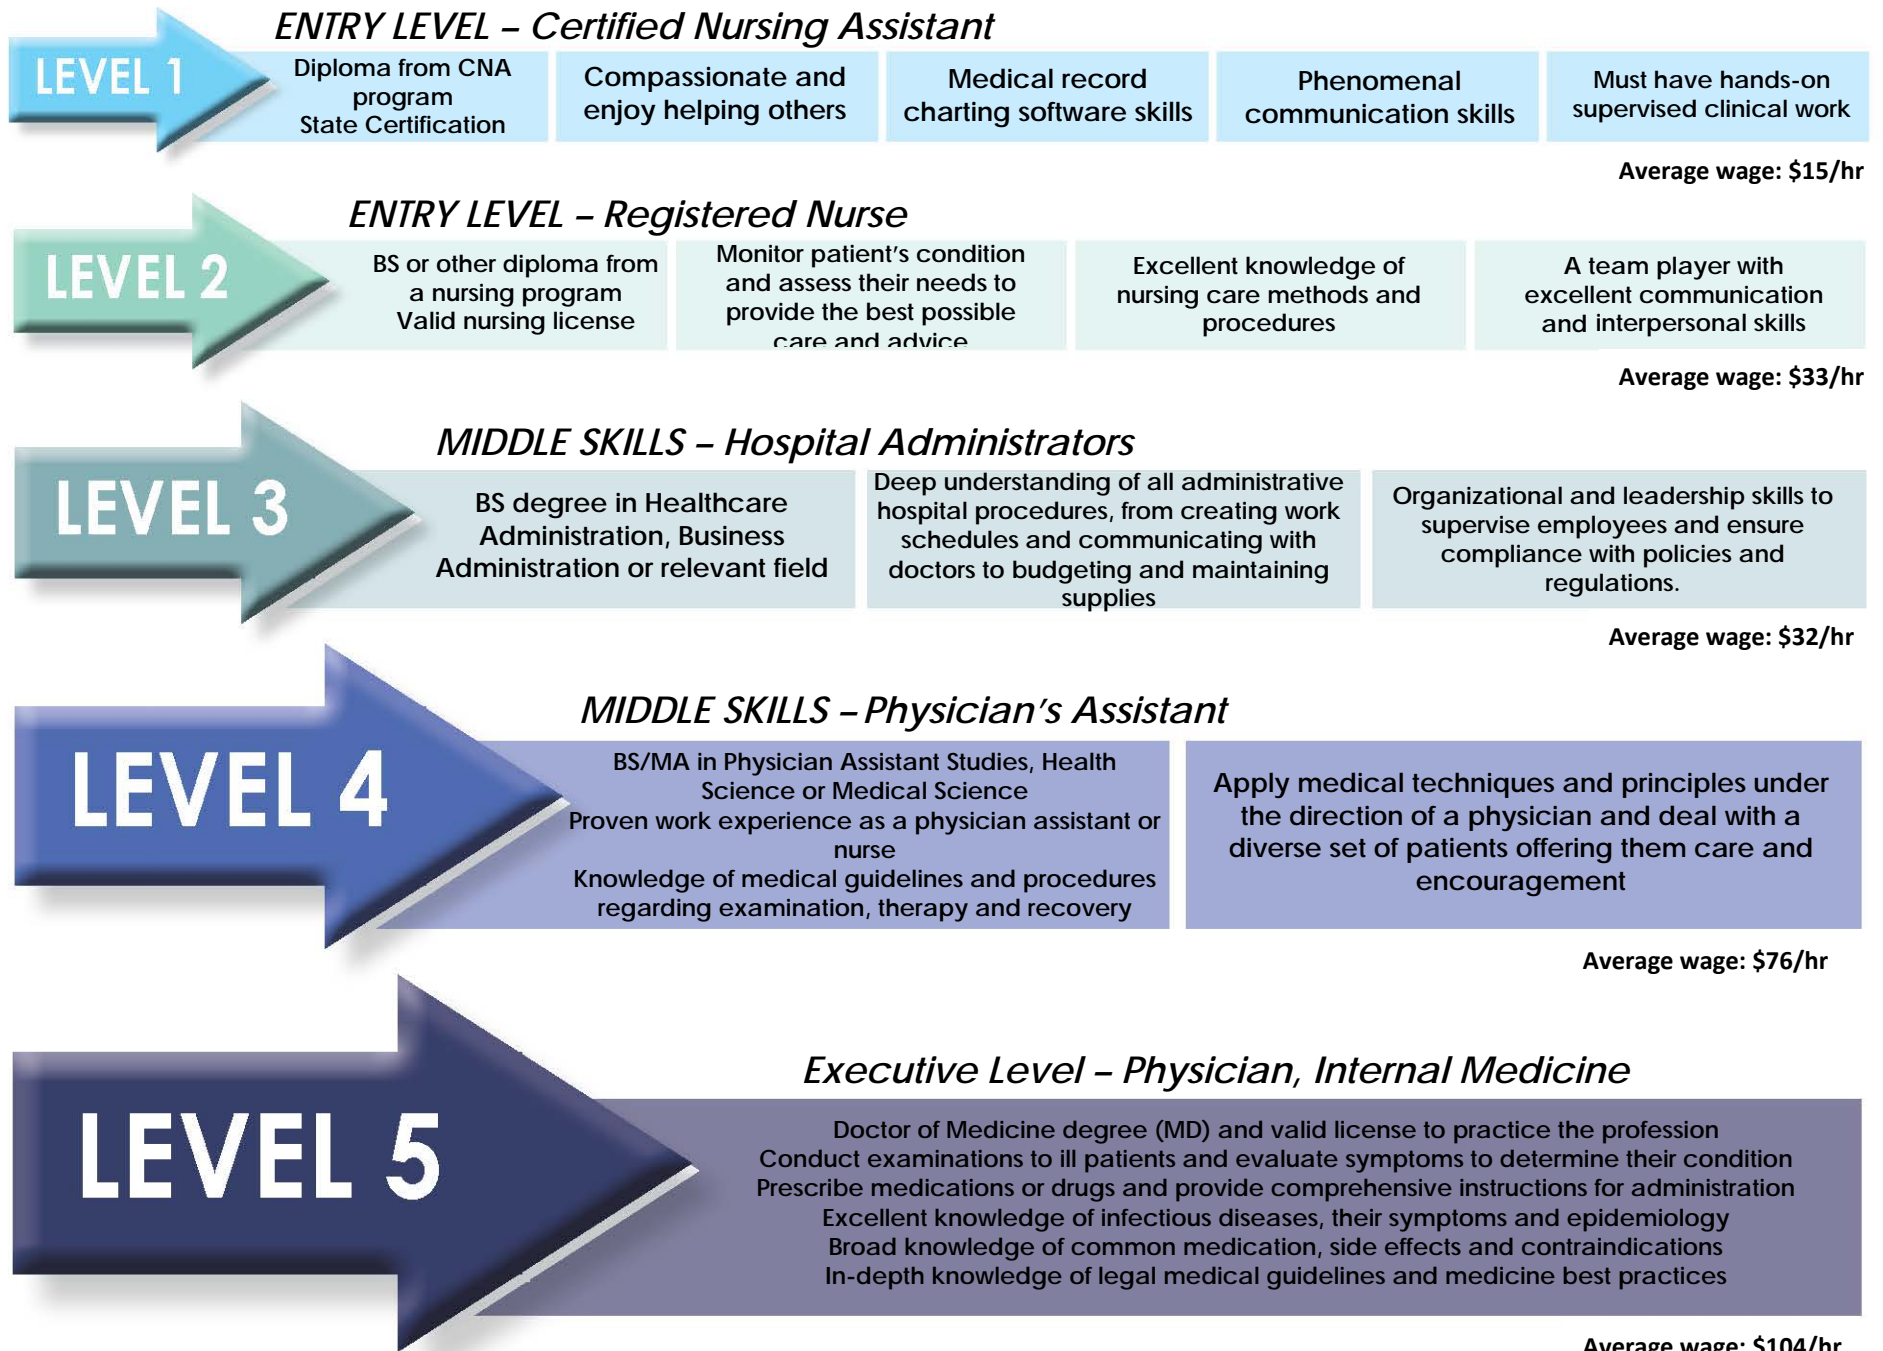 ENTRY LEVEL – Certified Nursing Assistant
LEVEL 1
Diploma from CNA
program
State Certification
Compassionate and
enjoy helping others
Medical record
charting software skills
Phenomenal
communication skills
Must have hands-on
supervised clinical work
Average wage: $15/hr
ENTRY LEVEL – Registered Nurse
LEVEL 2
BS or other diploma from
a nursing program
Valid nursing license
Monitor patient's condition
and assess their needs to
provide the best possible
care and advice
Excellent knowledge of
nursing care methods and
procedures
A team player with
excellent communication
and interpersonal skills
Average wage: $33/hr
MIDDLE SKILLS – Hospital Administrators
LEVEL 3
BS degree in Healthcare
Administration, Business
Administration or relevant field
Deep understanding of all administrative
hospital procedures, from creating work
schedules and communicating with
doctors to budgeting and maintaining
supplies
Organizational and leadership skills to
supervise employees and ensure
compliance with policies and
regulations.
Average wage: $32/hr
MIDDLE SKILLS – Physician's Assistant
LEVEL 4
BS/MA in Physician Assistant Studies, Health
Science or Medical Science
Proven work experience as a physician assistant or
nurse
Knowledge of medical guidelines and procedures
regarding examination, therapy and recovery
Apply medical techniques and principles under
the direction of a physician and deal with a
diverse set of patients offering them care and
encouragement
Average wage: $76/hr
Executive Level – Physician, Internal Medicine
LEVEL 5
Doctor of Medicine degree (MD) and valid license to practice the profession
Conduct examinations to ill patients and evaluate symptoms to determine their condition
Prescribe medications or drugs and provide comprehensive instructions for administration
Excellent knowledge of infectious diseases, their symptoms and epidemiology
Broad knowledge of common medication, side effects and contraindications
In-depth knowledge of legal medical guidelines and medicine best practices
Average wage: $104/hr